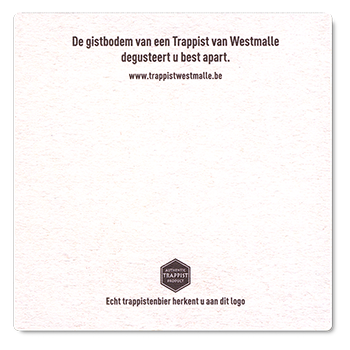 De gistbodem van een Trappist van Westmalle
degusteert u best apart.
www.trappistwestmalle.be
AUTHENTIC
TRAPPIST
PRODUCT
Echt trappistenbier herkent u aan dit logo